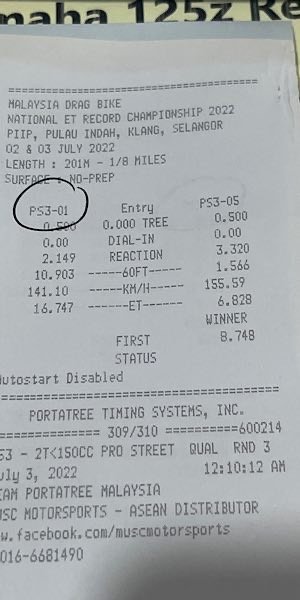 naha 125z Re
MALAYSIA DRAG BIKE
NATIONAL ET RECORD CHAMPIONSHIP 2022
PIIP, PULAU INDAH, KLANG, SELANGOR
02 & 03 JULY 2022
LENGTH : 201M - 1/8 MILES
SURFACE : NO-PREP
PS3-01 Entry PS3-05
0.500 0.000 TREE 0.500
0.00 DIAL-IN 0.00
2.149 REACTION 3.320
10.903 ------60FT------ 1.566
141.10 ------KM/H------ 155.59
16.747 ------ET------ 6.828
WINNER
FIRST 8.748
STATUS
utostart Disabled
PORTATREE TIMING SYSTEMS, INC.
============= 309/310 ==========600214
S3 - 2T<150CC PRO STREET QUAL RND 3
uly 3, 2022 12:10:12 AM
EAM PORTATREE MALAYSIA
USC MOTORSPORTS - ASEAN DISTRIBUTOR
w.facebook.com/muscmotorsports
016-6681490